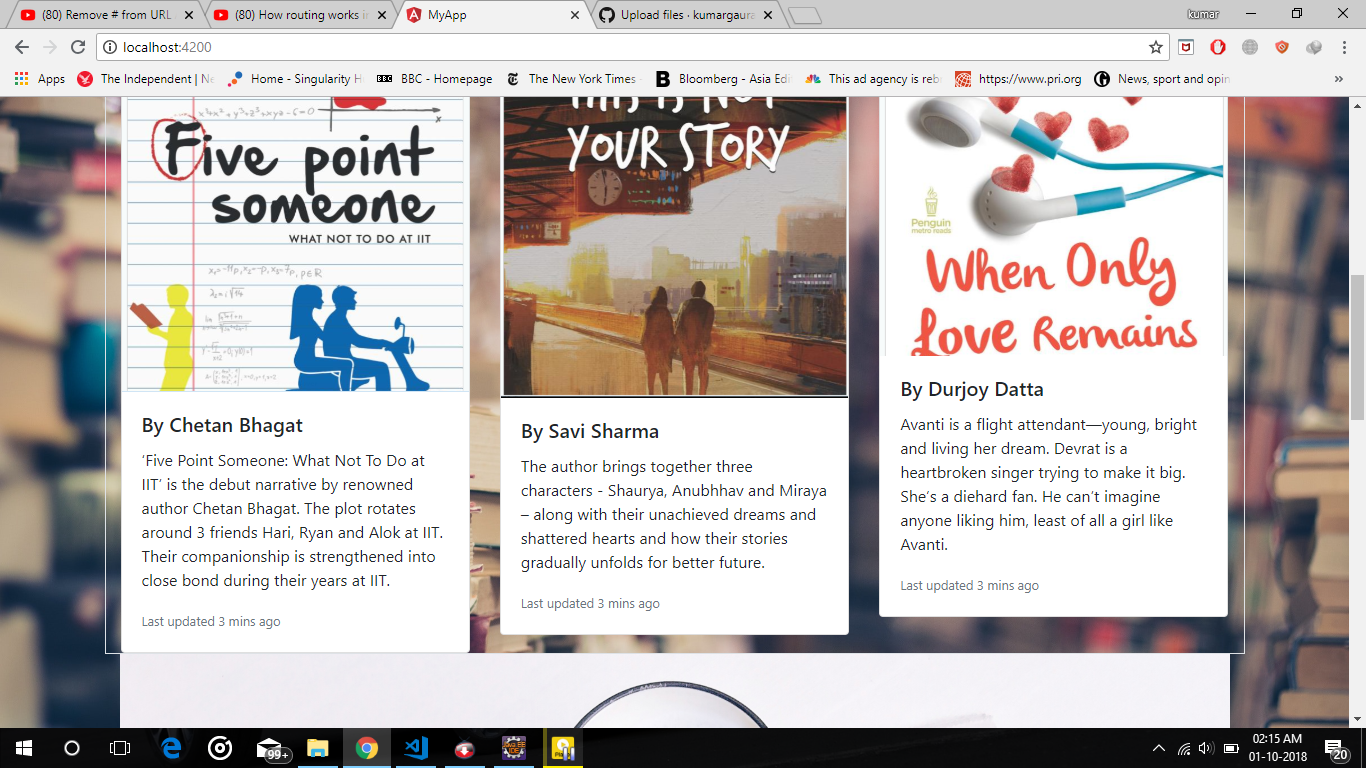 (80) Remove # from URL
(80) How routing works in
MyApp
Upload files · kumargaura
kumar
localhost:4200
Apps
The Independent | Ne
Home - Singularity H
BBC - Homepage
The New York Times -
Bloomberg - Asia Edi
This ad agency is reb
https://www.pri.org
News, sport and opin
Five point
someone
WHAT NOT TO DO AT IIT
By Chetan Bhagat
‘Five Point Someone: What Not To Do at
IIT’ is the debut narrative by renowned
author Chetan Bhagat. The plot rotates
around 3 friends Hari, Ryan and Alok at IIT.
Their companionship is strengthened into
close bond during their years at IIT.
Last updated 3 mins ago
THIS IS NOT
YOUR STORY
By Savi Sharma
The author brings together three
characters - Shaurya, Anubhhav and Miraya
– along with their unachieved dreams and
shattered hearts and how their stories
gradually unfolds for better future.
Last updated 3 mins ago
Penguin
metro reads
When Only
Love Remains
By Durjoy Datta
Avanti is a flight attendant—young, bright
and living her dream. Devrat is a
heartbroken singer trying to make it big.
She’s a diehard fan. He can’t imagine
anyone liking him, least of all a girl like
Avanti.
Last updated 3 mins ago
99+
02:15 AM
01-10-2018
20